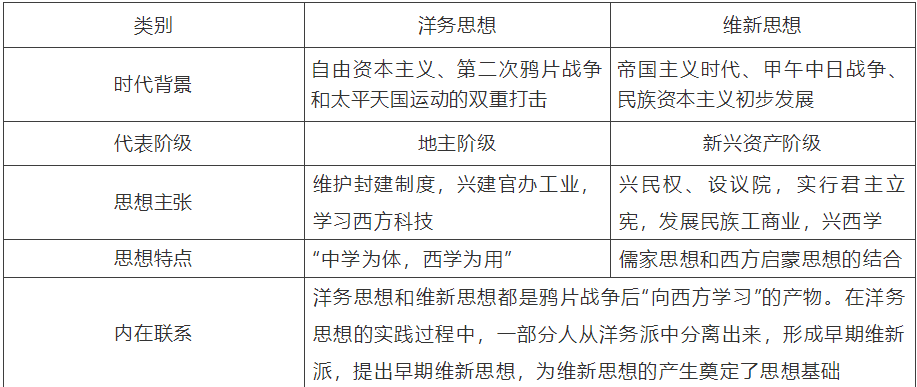 类别 洋务思想 维新思想
时代背景
自由资本主义、第二次鸦片战争
和太平天国运动的双重打击
帝国主义时代、甲午中日战争、
民族资本主义初步发展
代表阶级 地主阶级 新兴资产阶级
思想主张
维护封建制度，兴建官办工业，
学习西方科技
兴民权、设议院，实行君主立
宪，发展民族工商业，兴西学
思想特点 “中学为体，西学为用” 儒家思想和西方启蒙思想的结合
内在联系
洋务思想和维新思想都是鸦片战争后“向西方学习”的产物。在洋务
思想的实践过程中，一部分人从洋务派中分离出来，形成早期维新
派，提出早期维新思想，为维新思想的产生奠定了思想基础